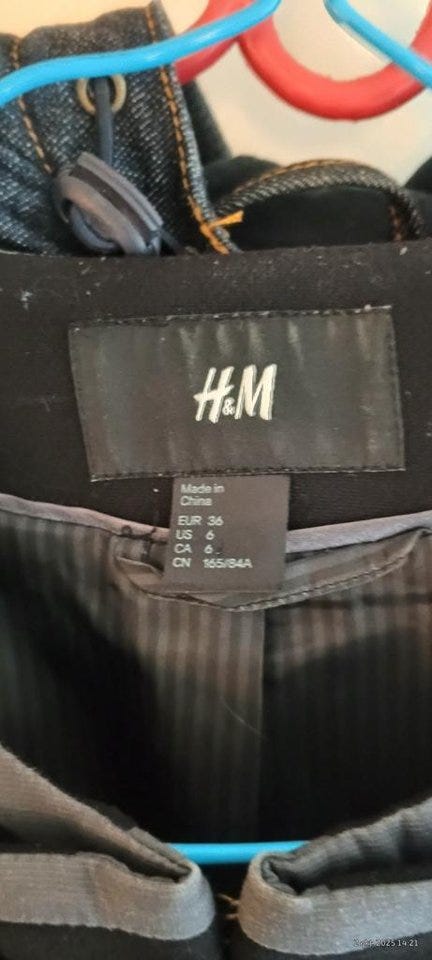 H&M
Made in
China
EUR 36
US 6
CA 6
CN 165/84A